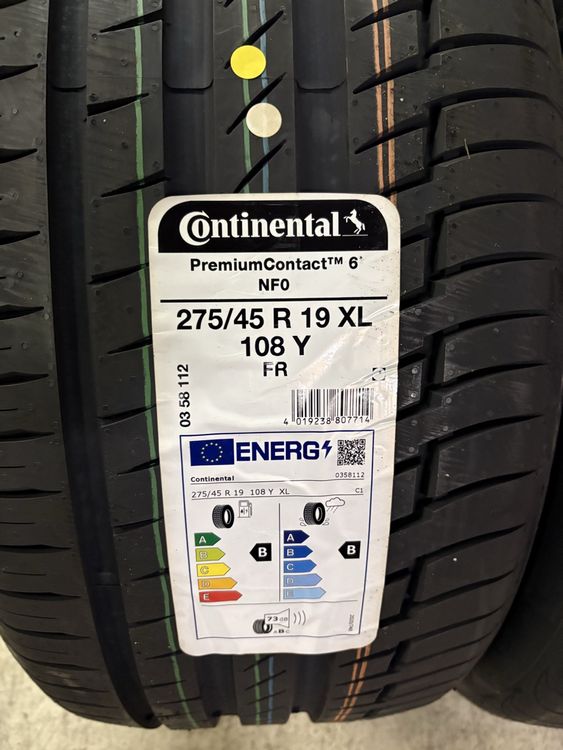 Continental
PremiumContact™ 6
NF0
275/45 R 19 XL
108 Y
FR
03 58 112
4 019238 807714
ENERG
Continental
0358112
275/45 R 19 108 Y XL
C1
A
B
C
D
E
B
A
B
C
D
E
B
73 dB
A B C